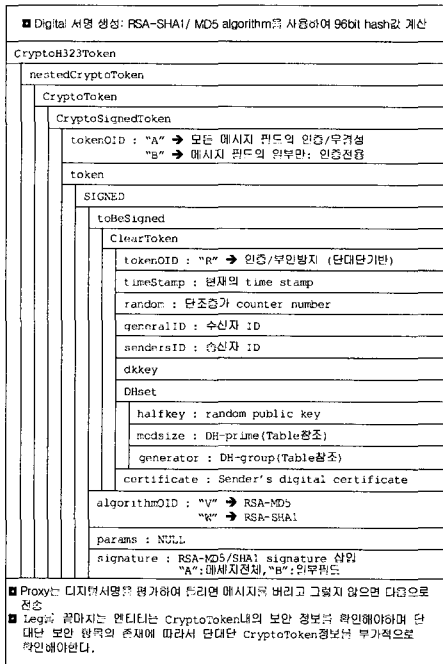 ■ Digital 서명 생성: RSA-SHA1/ MD5 algorithm을 사용하여 96bit hash값 계산
CryptoH323Token
nestedCryptoToken
CryptoToken
CryptoSignedToken
tokenOID : "A" ➔ 모든 메시지 필드의 인증/무결성
"B" ➔ 메시지 필드의 일부만: 인증전용
token
SIGNED
toBeSigned
ClearToken
tokenOID : "R" ➔ 인증/부인방지 (단대단기반)
timeStamp : 현재의 time stamp
random : 단조증가 counter number
generalID : 수신자 ID
sendersID : 송신자 ID
dkkey
DHset
halfkey : random public key
modsize : DH-prime(Table참조)
generator : DH-group(Table참조)
certificate : Sender's digital certificate
algorithmOID : "V" ➔ RSA-MD5
"W" ➔ RSA-SHA1
params : NULL
signature : RSA-MD5/SHA1 signature 삽입
"A":메세지전체,"B":일부필드
■ Proxy는 디지털서명을 평가하여 틀리면 메시지를 버리고 그렇지 않으면 다음으로
전송
■ Leg를 끝마치는 엔티티는 CryptoToken내의 보안 정보를 확인해야하며 단
대단 보안 항목의 존재에 따라서 단대단 CryptoToken정보를 부가적으로
확인해야한다.